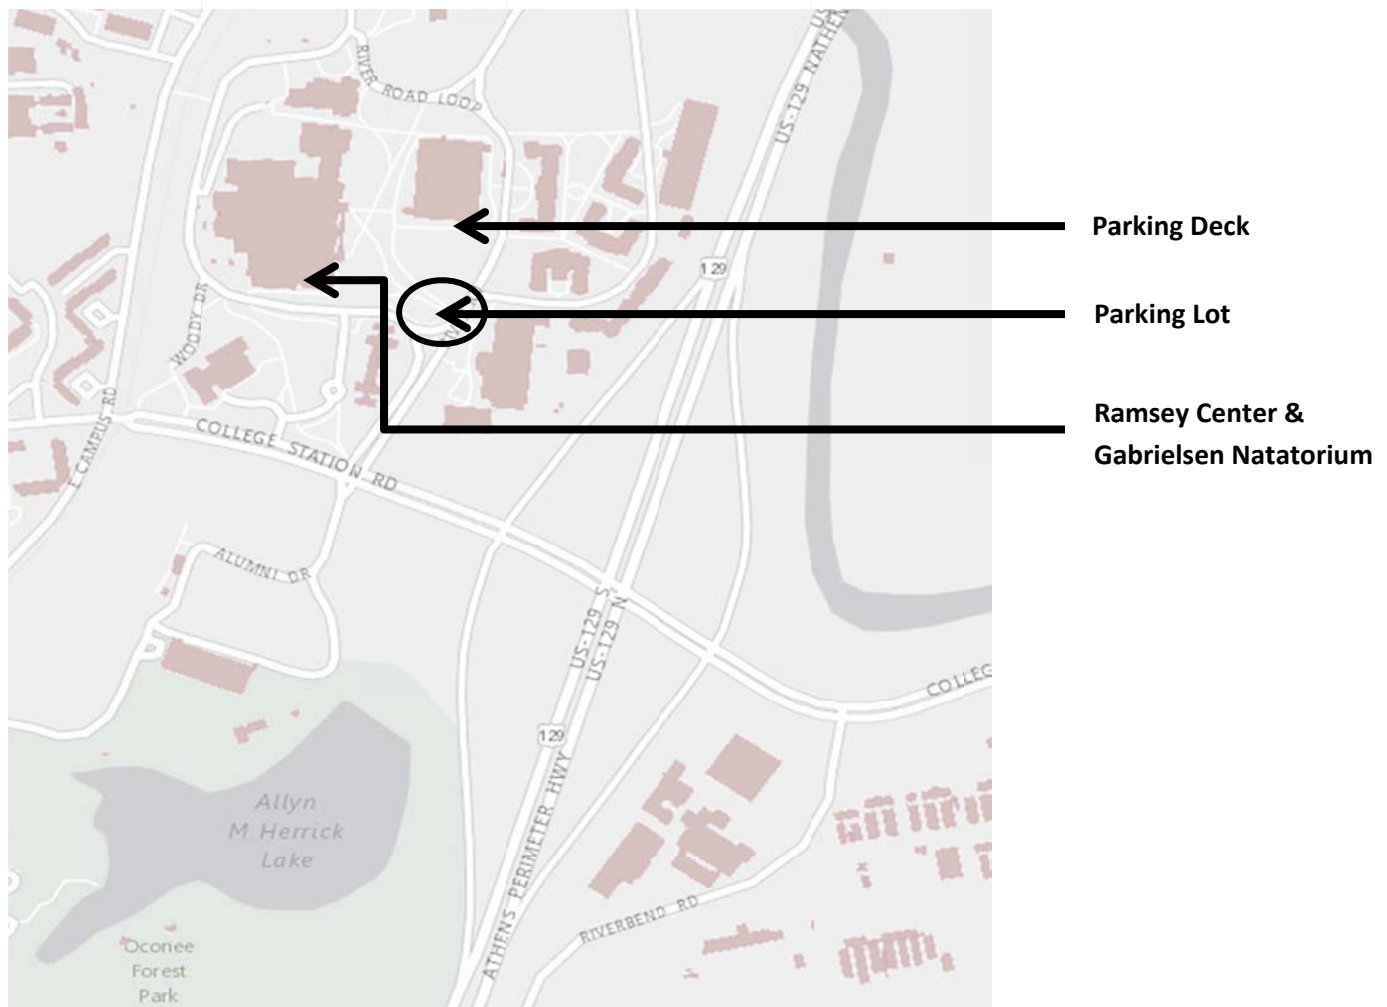 US
US-129 NATHEN
RIVER ROAD LOOP
Parking Deck
129
Parking Lot
WOODY DR
Ramsey Center &
Gabrielsen Natatorium
E CAMPUS RD
COLLEGE STATION RD
ALUMNI DR
US-129 S
US-129 N
COLLEG
129
ATHENS PERIMETER HWY
Allyn
M Herrick
Lake
RIVERBEND RD
Oconee
Forest
Park